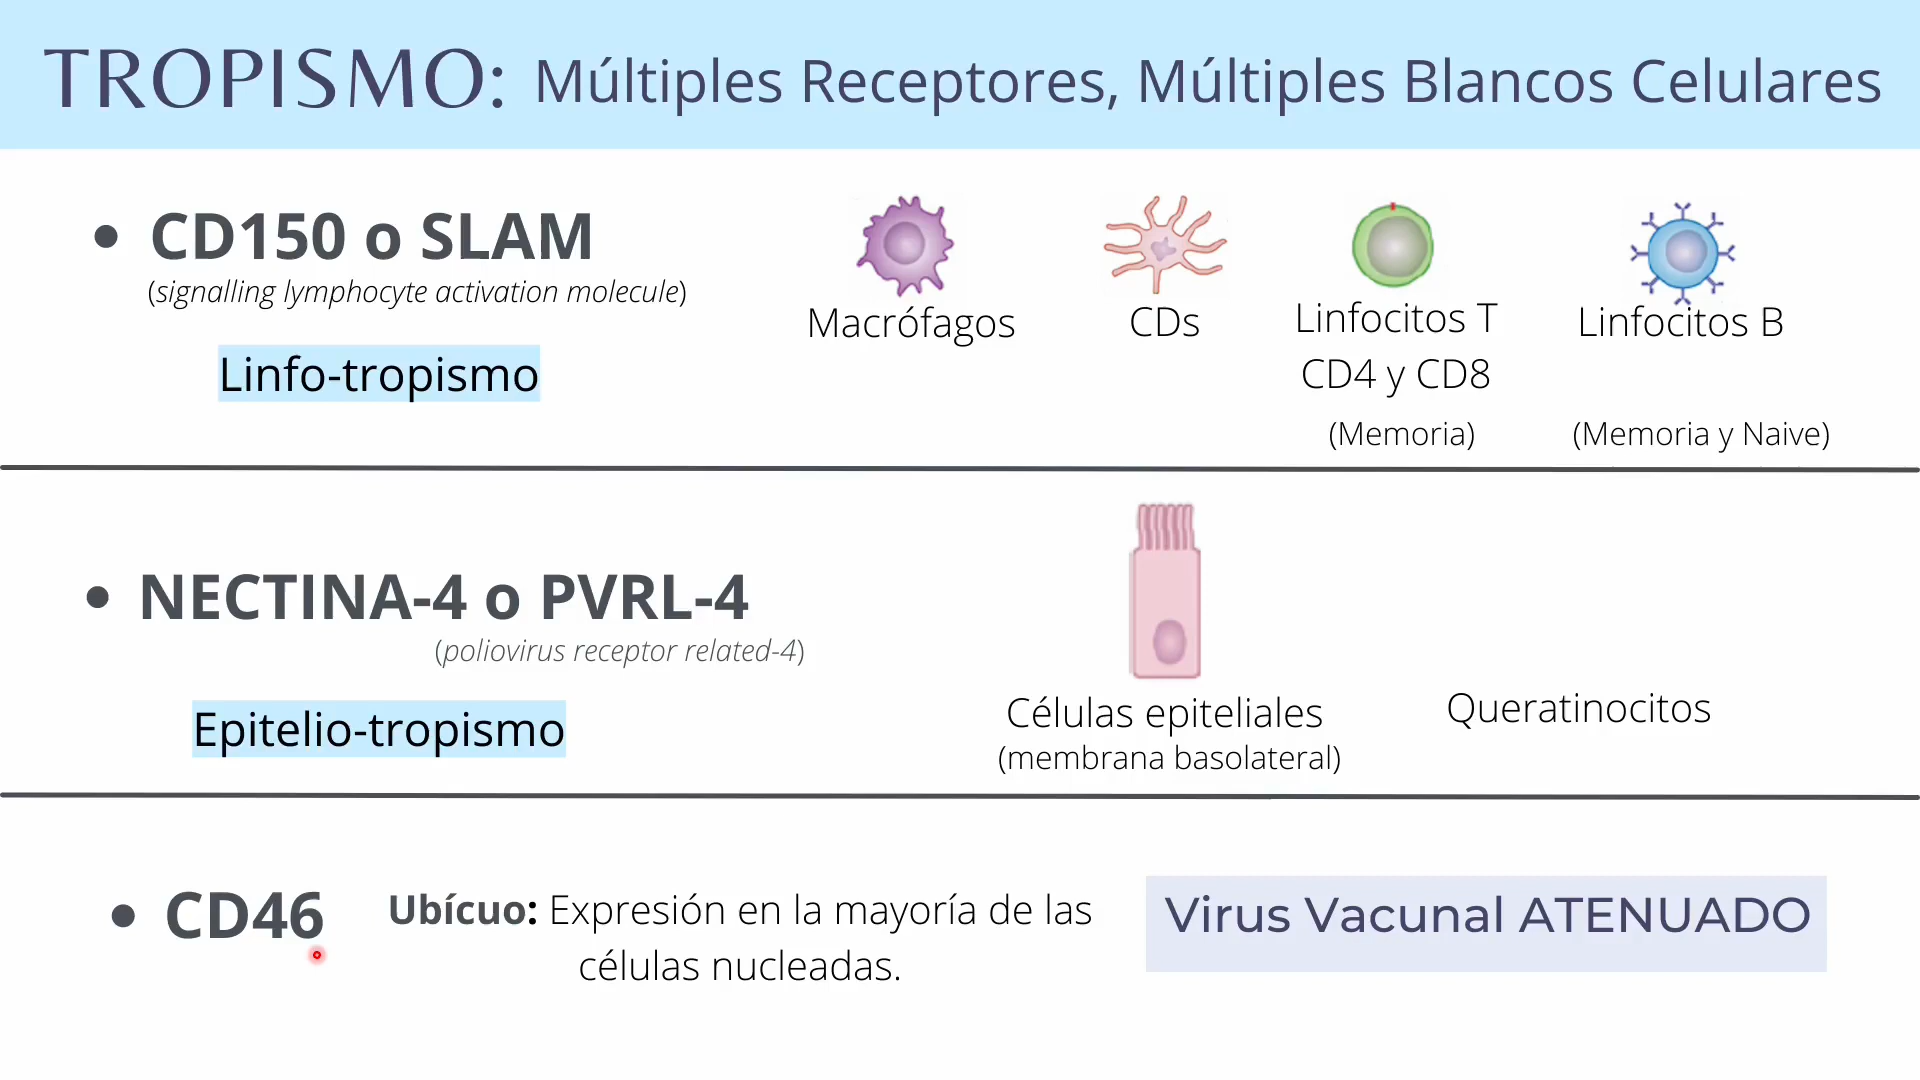 TROPISMO: Múltiples Receptores, Múltiples Blancos Celulares
• CD150 o SLAM
(signalling lymphocyte activation molecule)
Linfo-tropismo
Macrófagos
CDs
Linfocitos T
CD4 y CD8
(Memoria)
Linfocitos B
(Memoria y Naive)
• NECTINA-4 o PVRL-4
(poliovirus receptor related-4)
Epitelio-tropismo
Células epiteliales
(membrana basolateral)
Queratinocitos
• CD46
Ubícuo: Expresión en la mayoría de las
células nucleadas.
Virus Vacunal ATENUADO